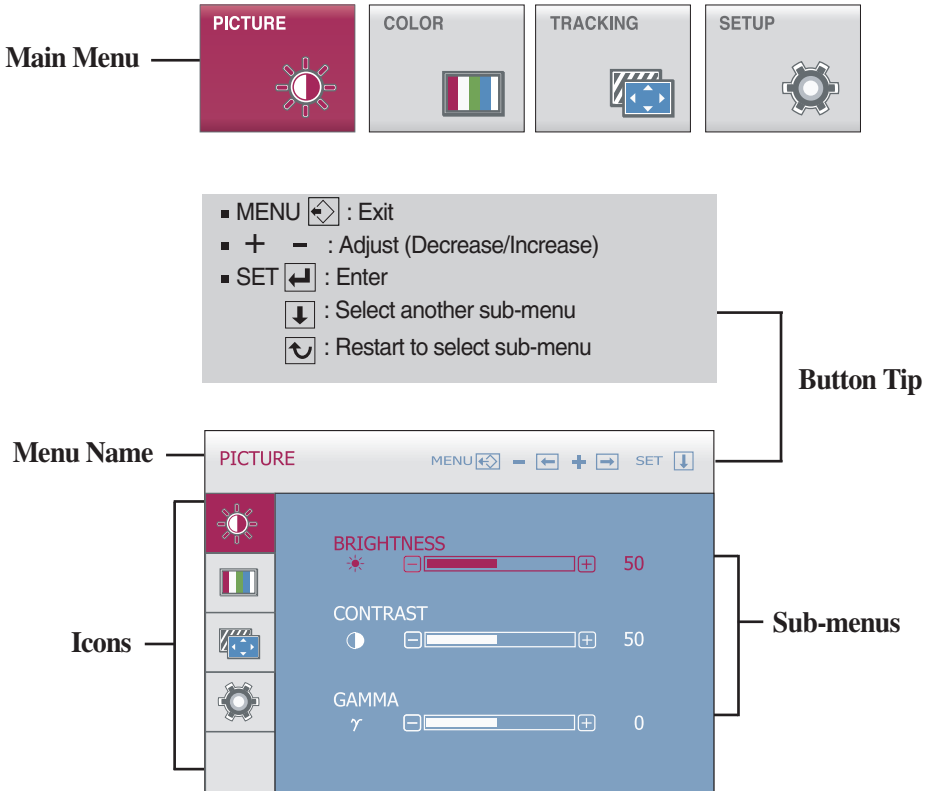 PICTURE COLOR TRACKING SETUP
Main Menu
MENU : Exit
+ - : Adjust (Decrease/Increase)
SET : Enter
: Select another sub-menu
: Restart to select sub-menu
Button Tip
Menu Name
PICTURE MENU - + SET
BRIGHTNESS
50
CONTRAST
50
Sub-menus
Icons
GAMMA
γ 0